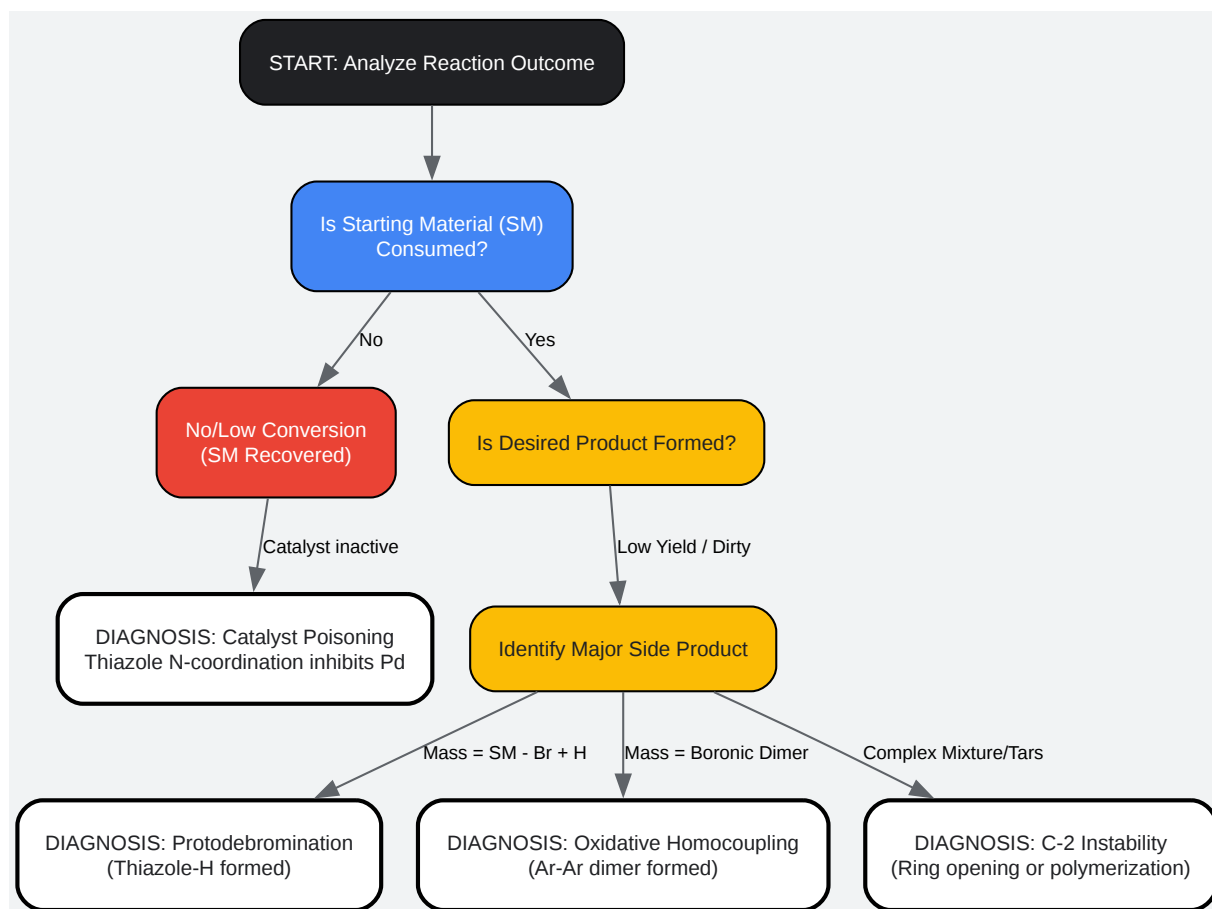 START: Analyze Reaction Outcome
Is Starting Material (SM)
Consumed?
No
Yes
No/Low Conversion
(SM Recovered)
Is Desired Product Formed?
Catalyst inactive
Low Yield / Dirty
DIAGNOSIS: Catalyst Poisoning
Thiazole N-coordination inhibits Pd
Identify Major Side Product
Mass = SM - Br + H
Mass = Boronic Dimer
Complex Mixture/Tars
DIAGNOSIS: Protodebromination
(Thiazole-H formed)
DIAGNOSIS: Oxidative Homocoupling
(Ar-Ar dimer formed)
DIAGNOSIS: C-2 Instability
(Ring opening or polymerization)